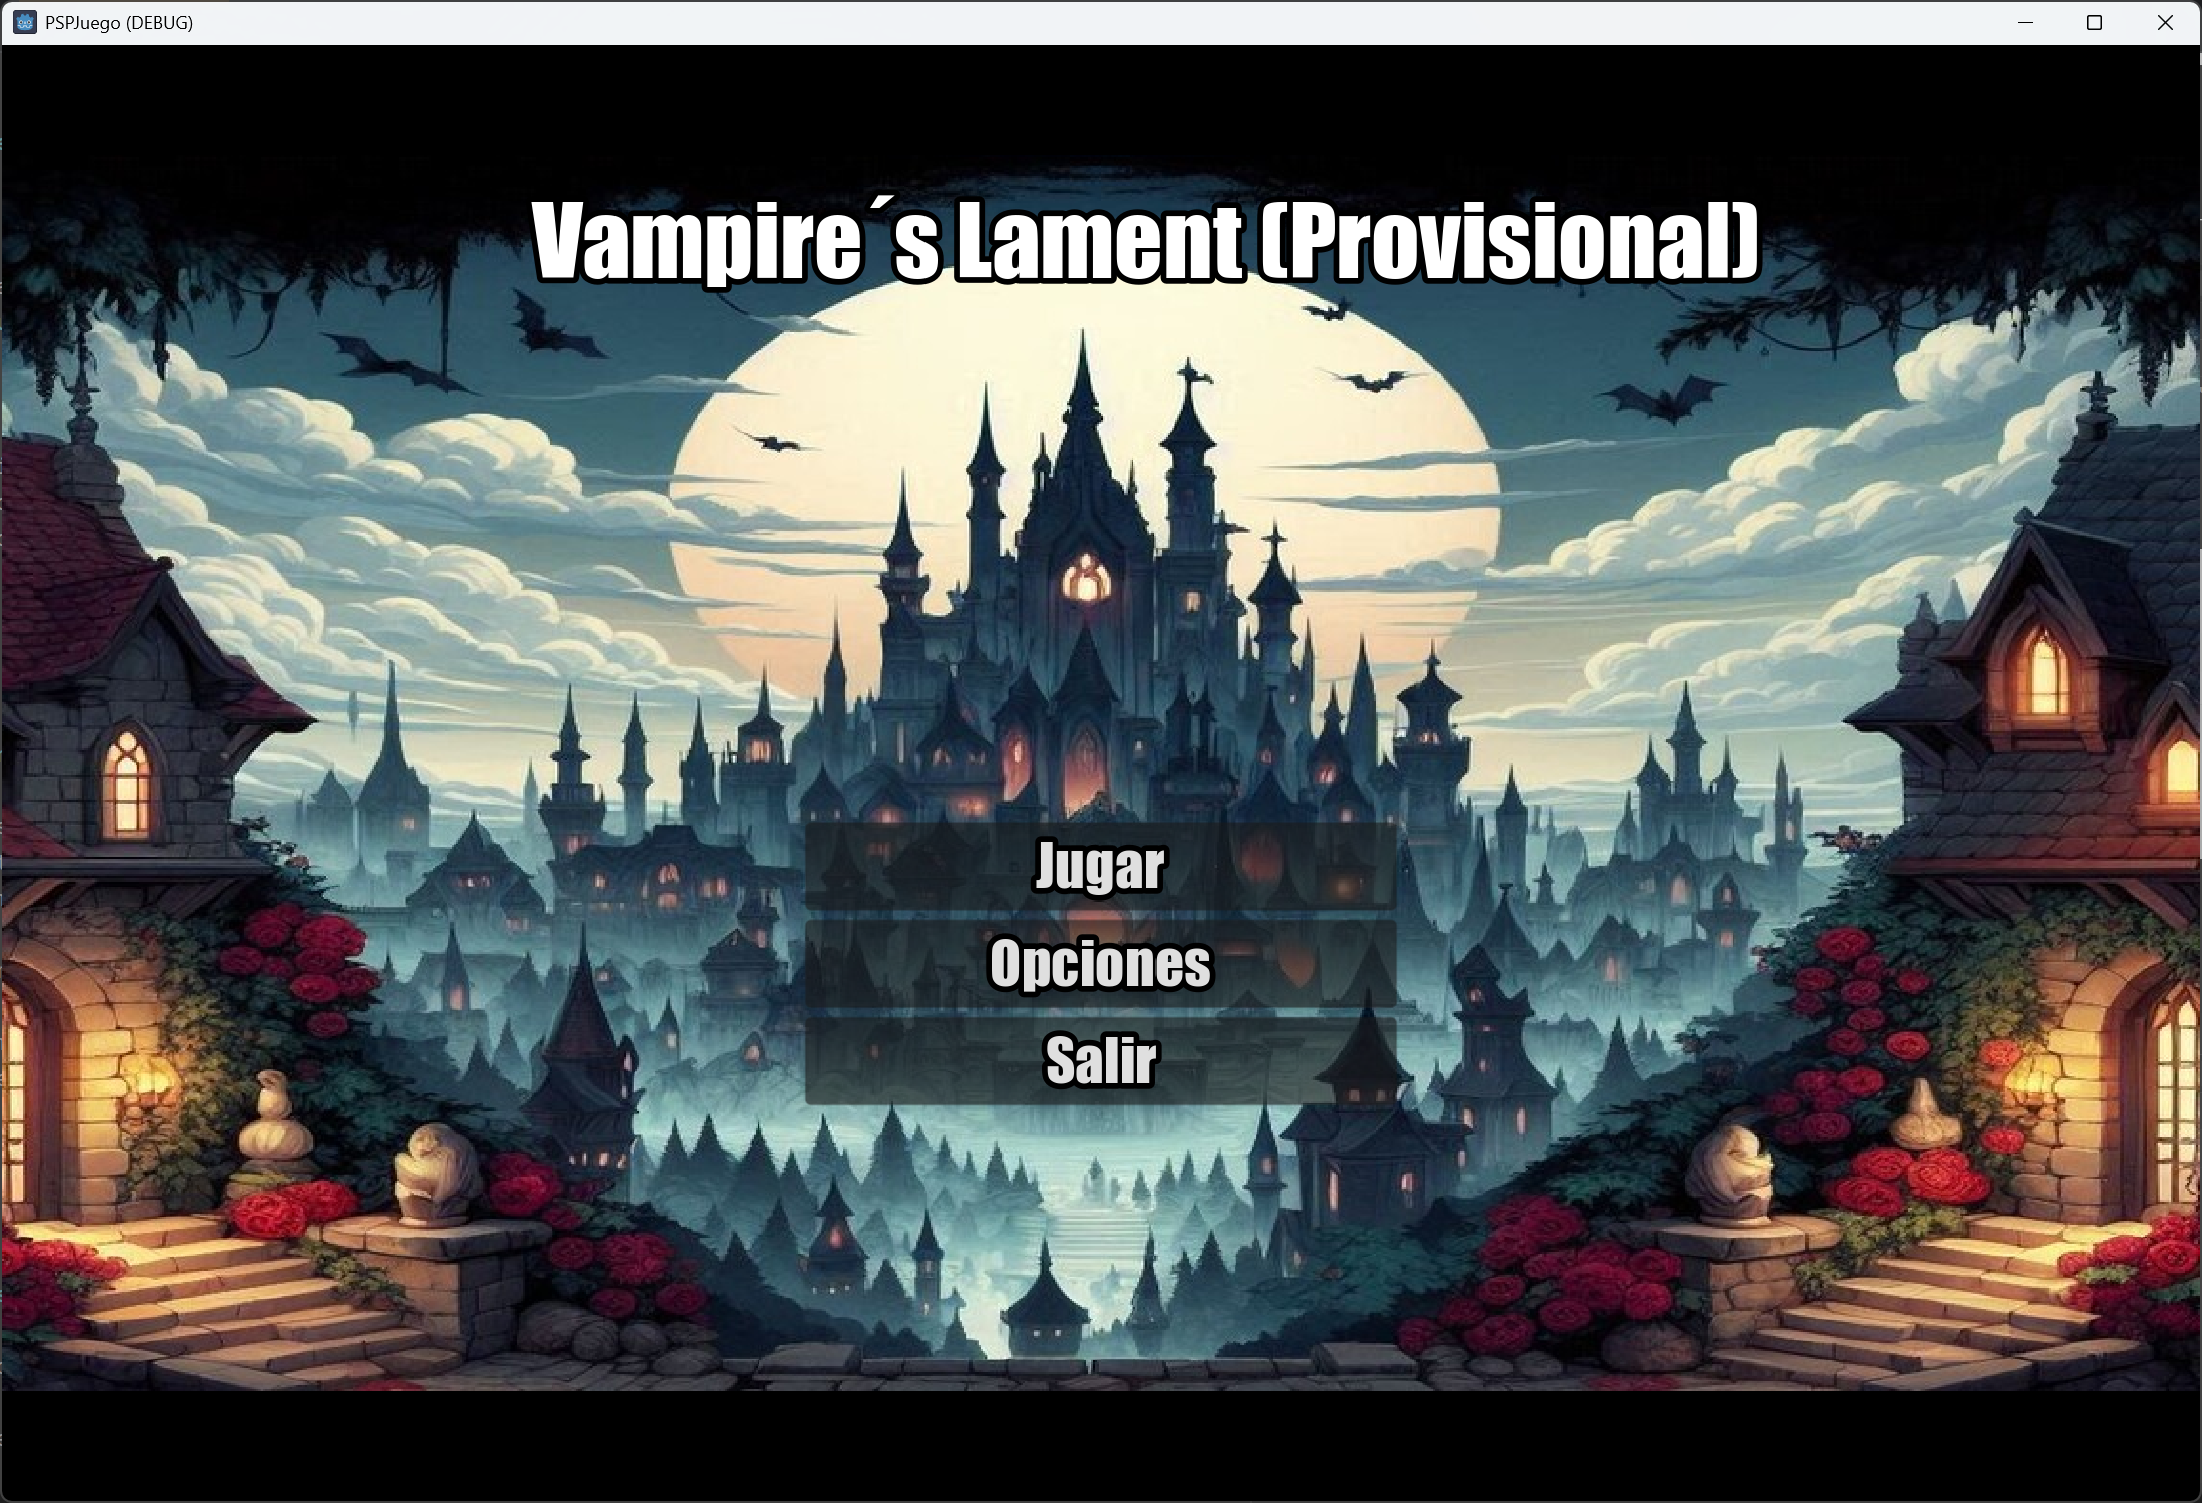 PSPJuego (DEBUG)
Vampire´s Lament (Provisional)
Jugar
Opciones
Salir